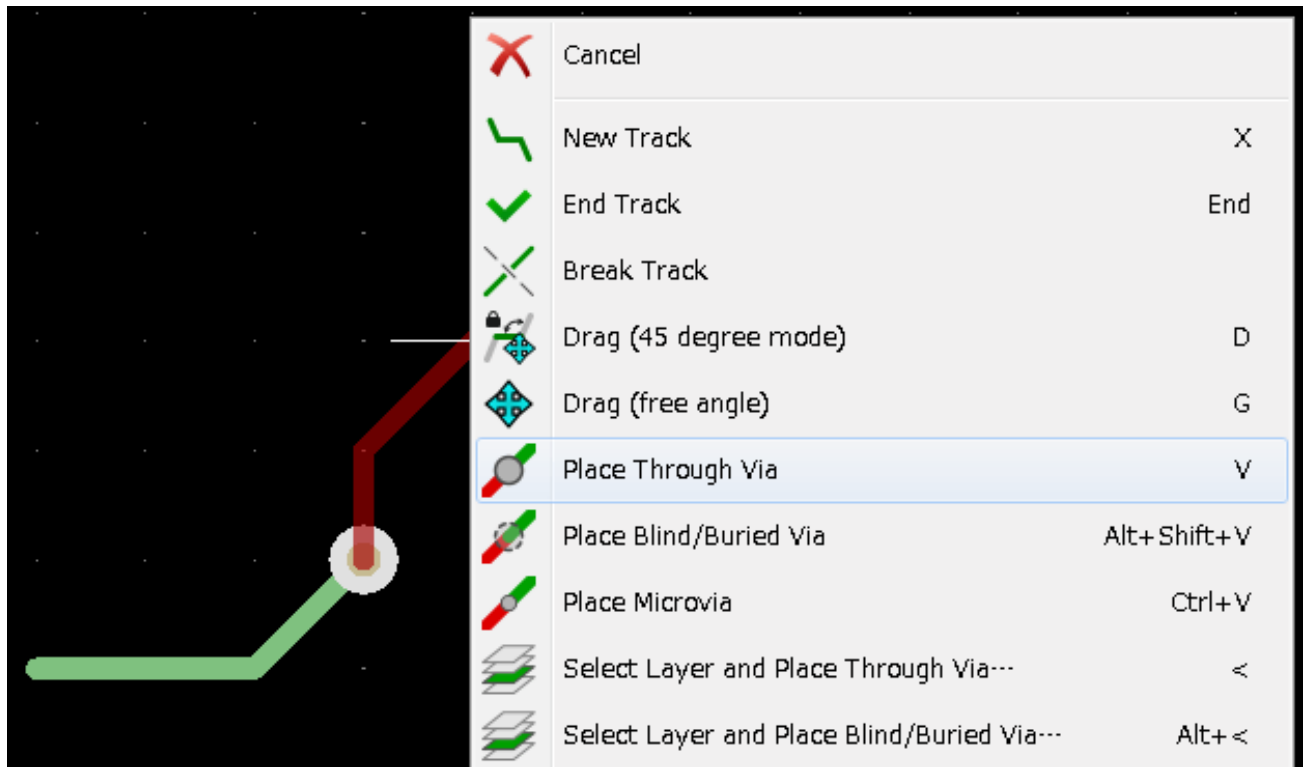 Cancel
New Track X
End Track End
Break Track
Drag (45 degree mode) D
Drag (free angle) G
Place Through Via V
Place Blind/Buried Via Alt+Shift+V
Place Microvia Ctrl+V
Select Layer and Place Through Via... <
Select Layer and Place Blind/Buried Via... Alt+<